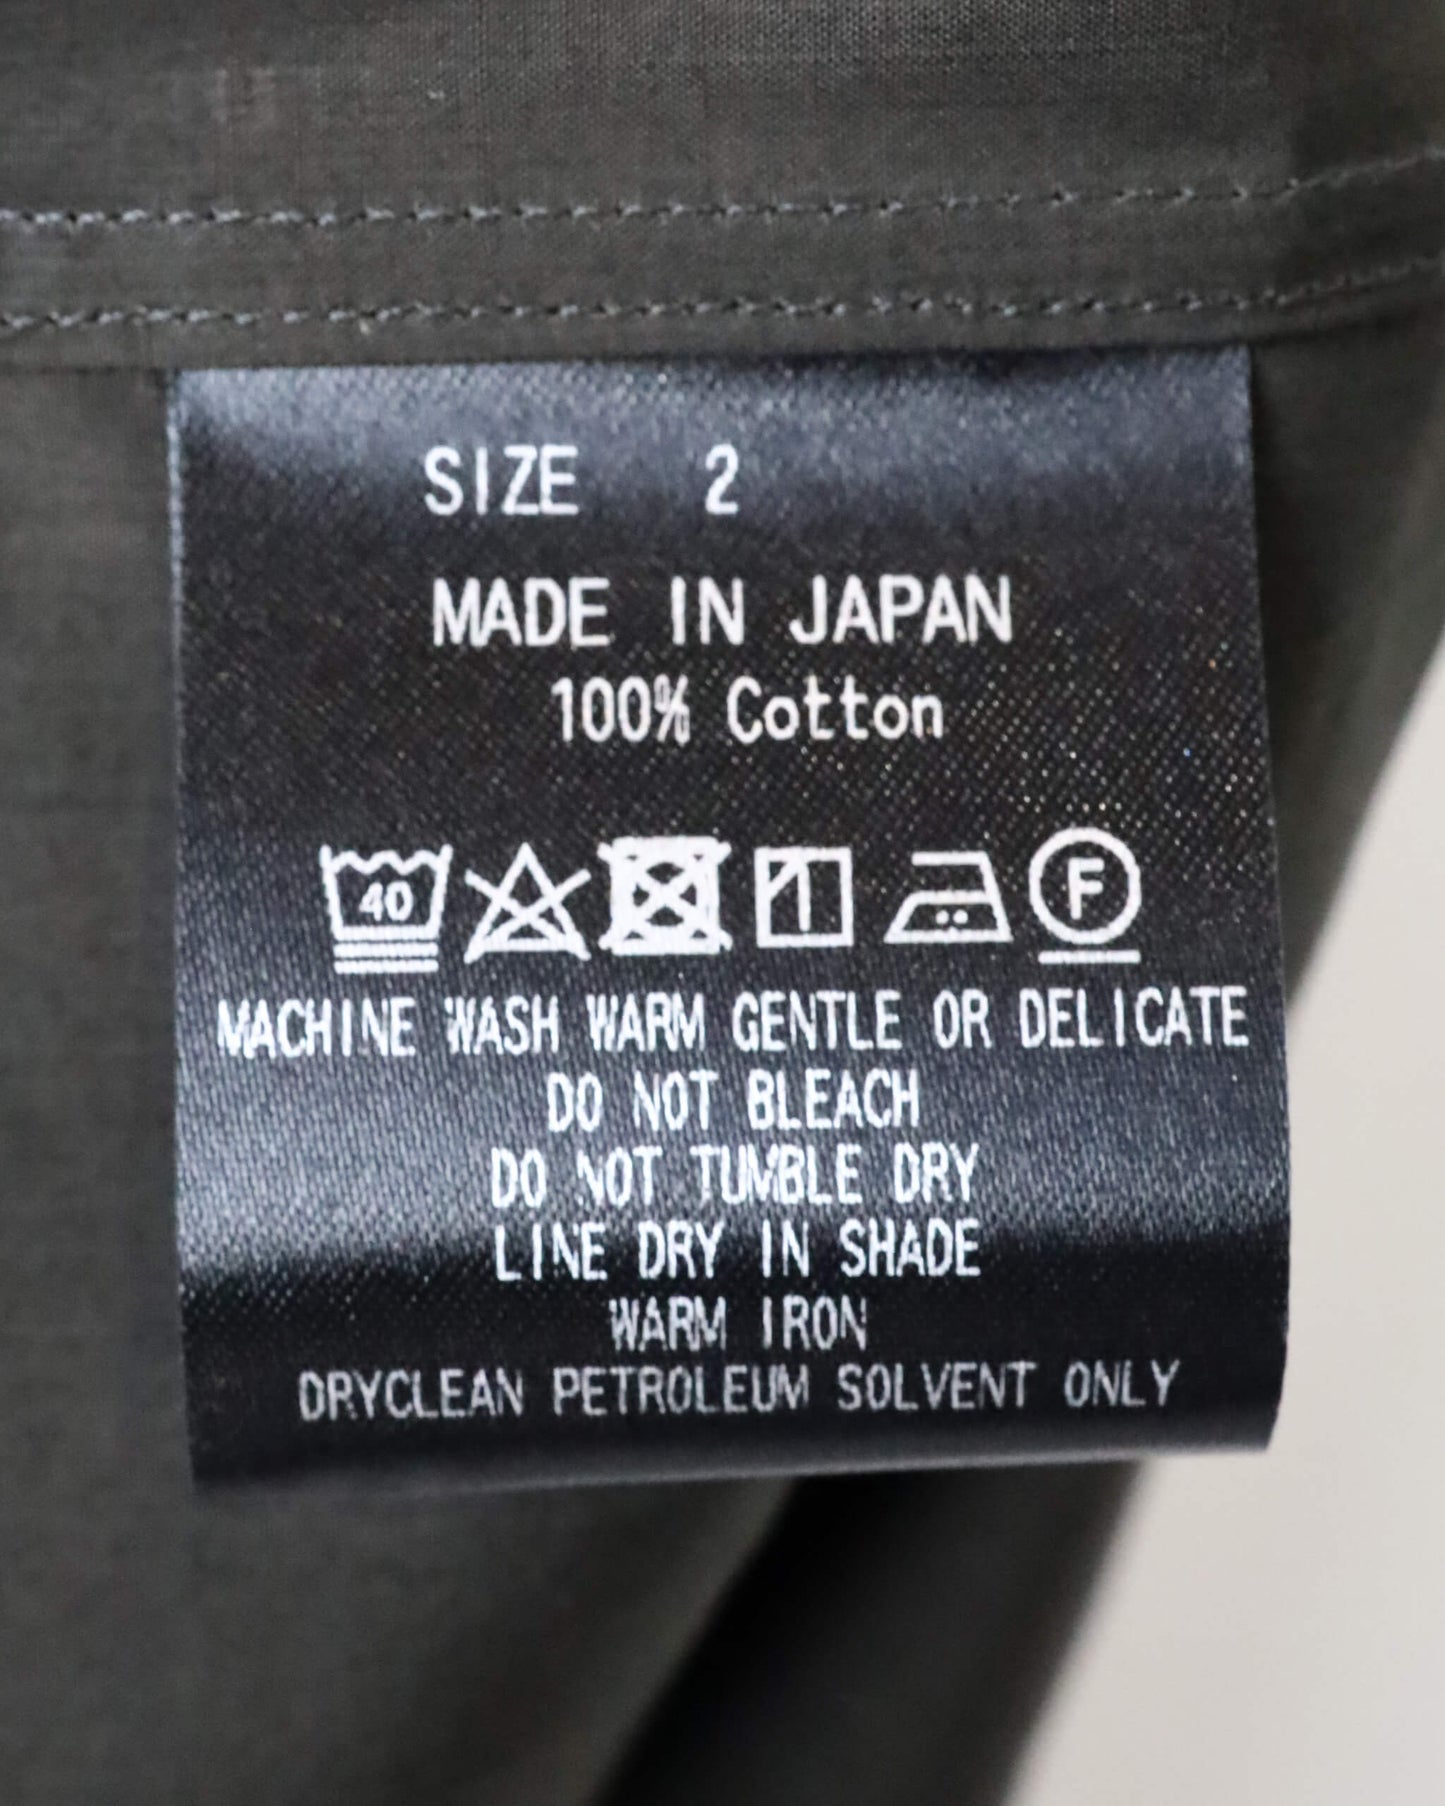 SIZE 2
MADE IN JAPAN
100% Cotton
40 F
MACHINE WASH WARM GENTLE OR DELICATE
DO NOT BLEACH
DO NOT TUMBLE DRY
LINE DRY IN SHADE
WARM IRON
DRYCLEAN PETROLEUM SOLVENT ONLY